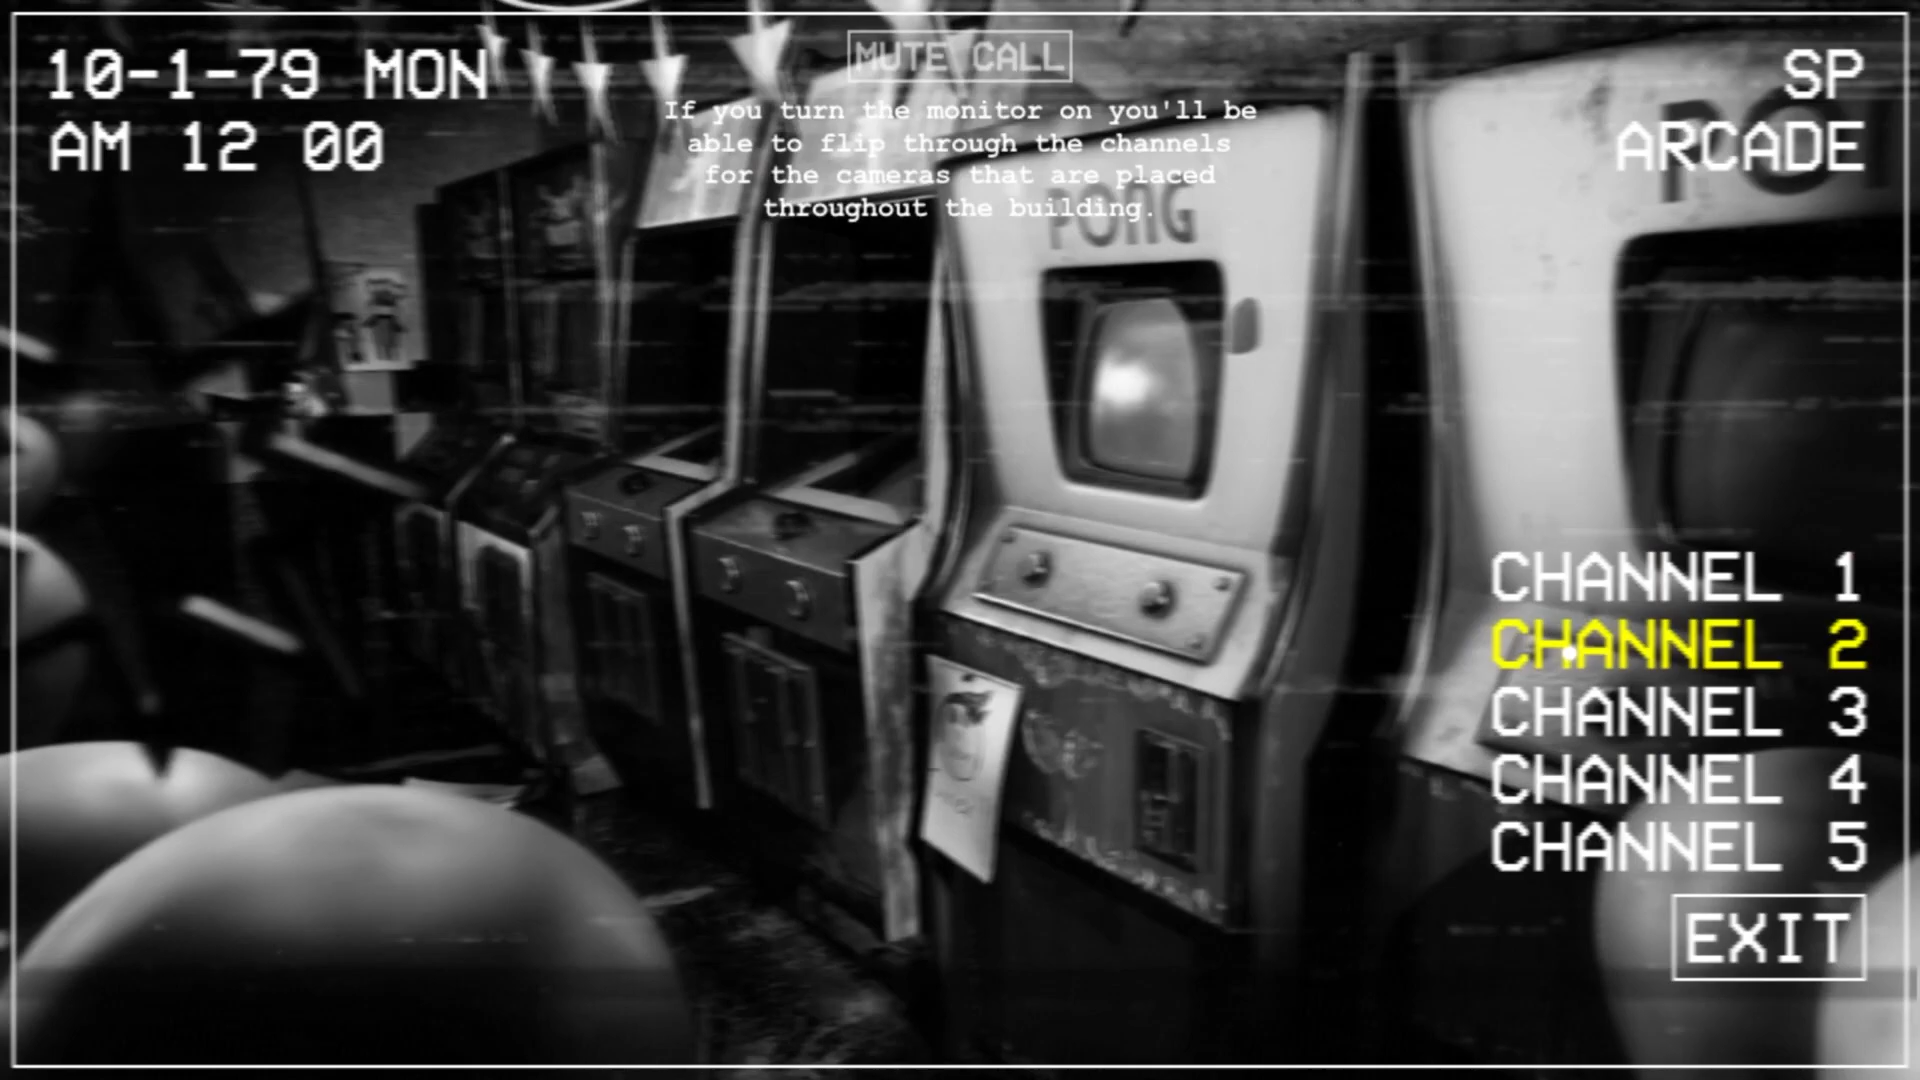 10-1-79 MON
AM 12 00
MUTE CALL
If you turn the monitor on you'll be
able to flip through the channels
for the cameras that are placed
throughout the building.
SP
ARCADE
PONG
CHANNEL 1
CHANNEL 2
CHANNEL 3
CHANNEL 4
CHANNEL 5
EXIT